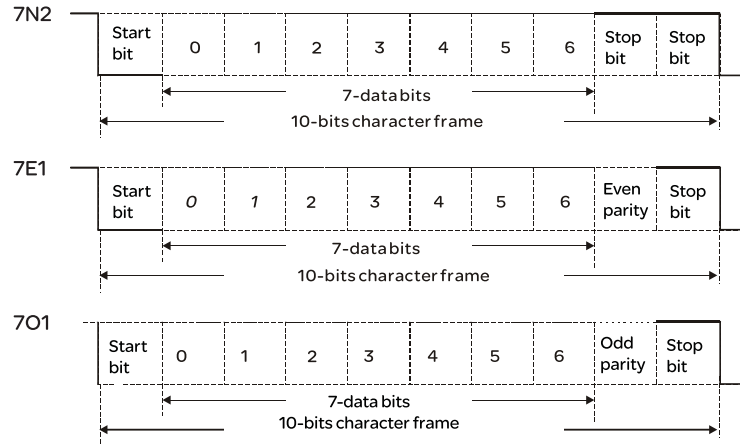 7N2
Start bit 0 1 2 3 4 5 6 Stop bit Stop bit
7-data bits
10-bits character frame
7E1
Start bit 0 1 2 3 4 5 6 Even parity Stop bit
7-data bits
10-bits character frame
7O1
Start bit 0 1 2 3 4 5 6 Odd parity Stop bit
7-data bits
10-bits character frame